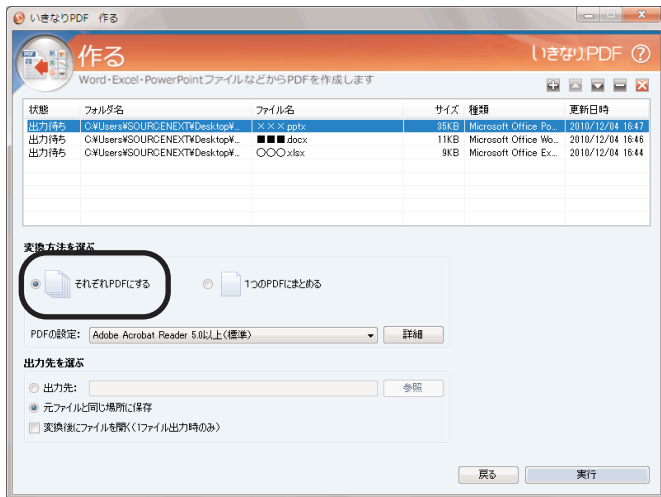 いきなりPDF 作る
作る
いきなりPDF ?
Word・Excel・PowerPointファイルなどからPDFを作成します
状態 フォルダ名 ファイル名 サイズ 種類 更新日時
出力待ち C:¥Users¥SOURCENEXT¥Desktop¥... ×××.pptx 35KB Microsoft Office Po... 2010/12/04 16:47
出力待ち C:¥Users¥SOURCENEXT¥Desktop¥... ■■■.docx 11KB Microsoft Office Wo... 2010/12/04 16:46
出力待ち C:¥Users¥SOURCENEXT¥Desktop¥... 〇〇〇.xlsx 9KB Microsoft Office Ex... 2010/12/04 16:44
変換方法を選ぶ
それぞれPDFにする 1つのPDFにまとめる
PDFの設定: Adobe Acrobat Reader 5.0以上(標準) 詳細
出力先を選ぶ
出力先: 参照
元ファイルと同じ場所に保存
変換後にファイルを開く(1ファイル出力時のみ)
戻る 実行